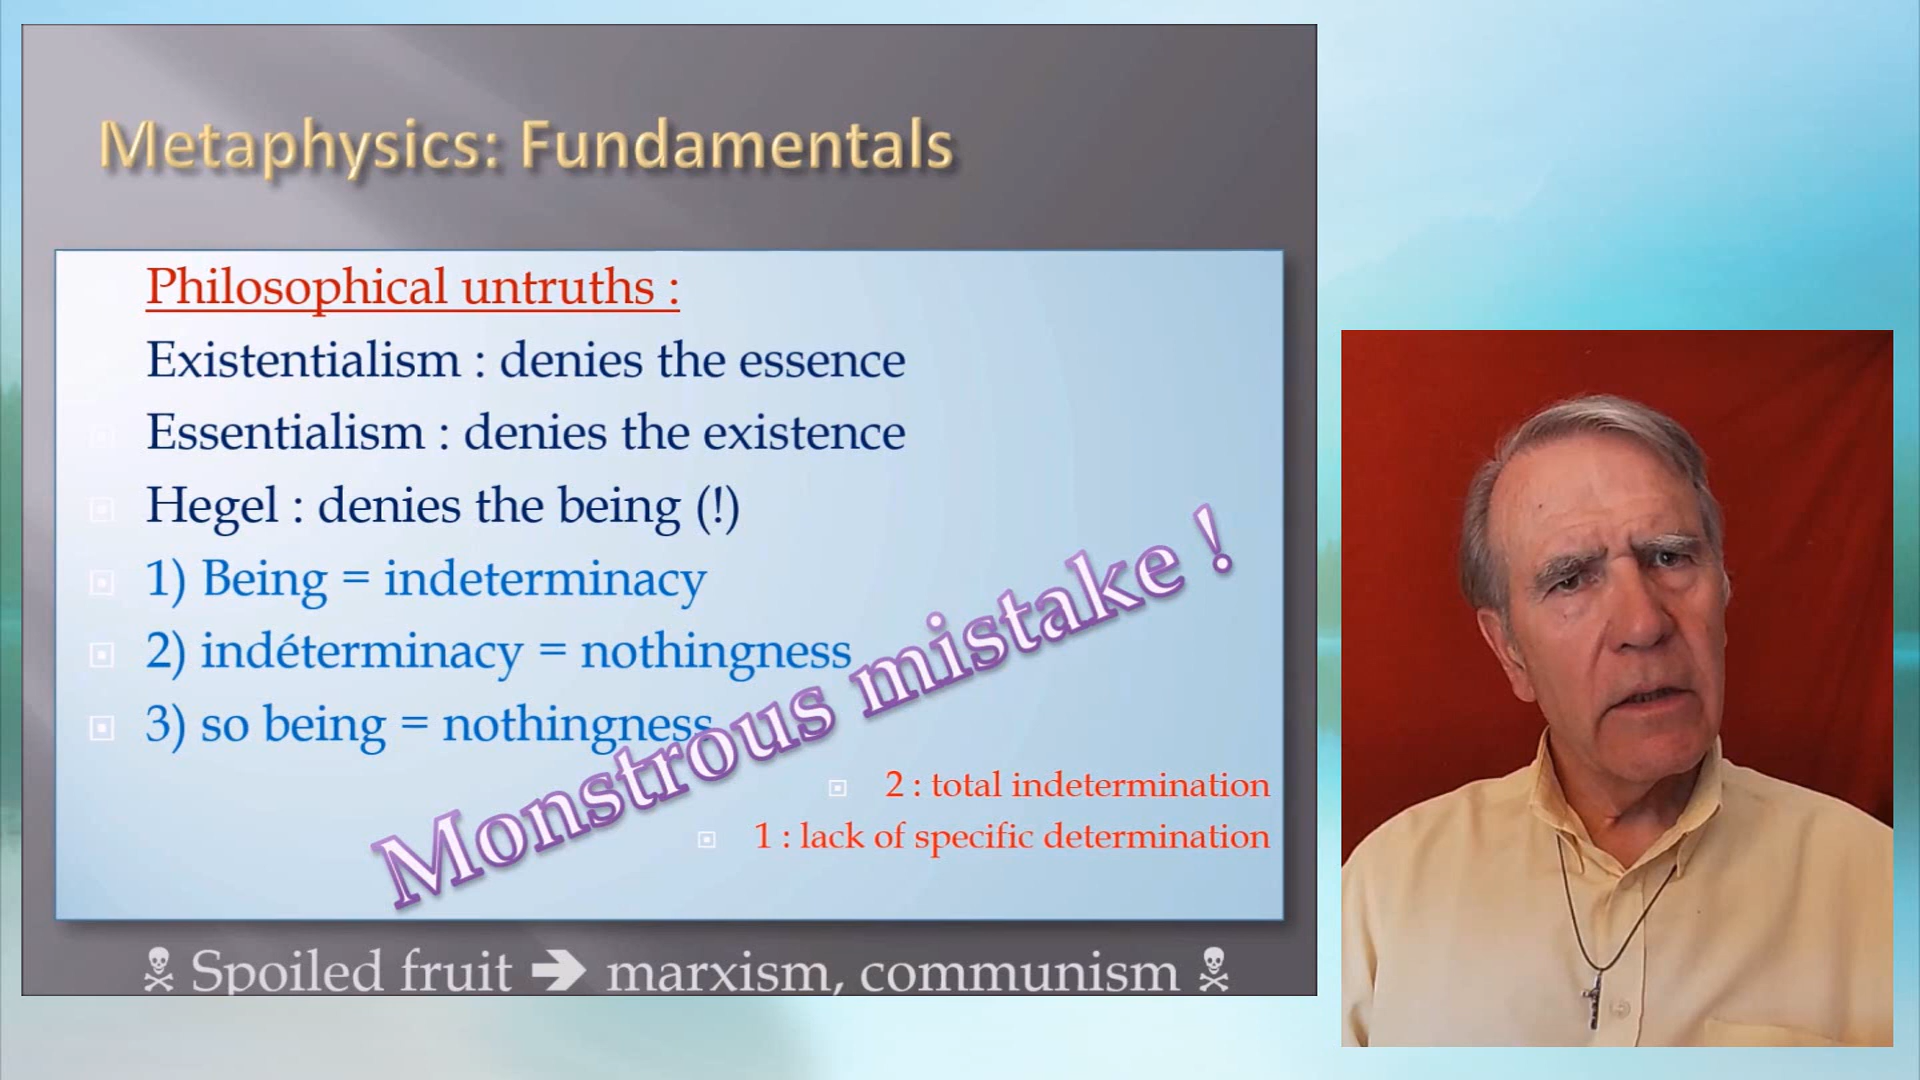 Metaphysics: Fundamentals
Philosophical untruths :
Existentialism : denies the essence
Essentialism : denies the existence
Hegel : denies the being (!)
1) Being = indeterminacy
2) indéterminacy = nothingness
3) so being = nothingness
Monstrous mistake !
2 : total indetermination
1 : lack of specific determination
☠ Spoiled fruit ➔ marxism, communism ☠